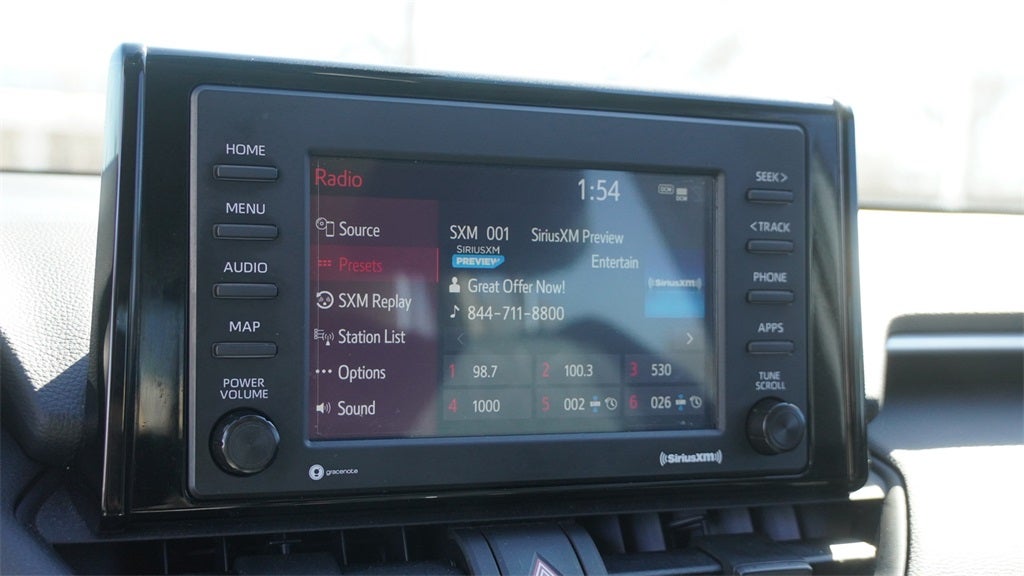 HOME
MENU
AUDIO
MAP
POWER
VOLUME
Radio
1:54
DCM
DCM
Source
Presets
SXM Replay
Station List
Options
Sound
SXM 001 SiriusXM Preview
SIRIUSXM
PREVIEW
Entertain
Great Offer Now!
844-711-8800
SiriusXM
1 98.7 2 100.3 3 530
4 1000 5 002 6 026
SEEK >
< TRACK
PHONE
APPS
TUNE
SCROLL
gracenote
SiriusXM